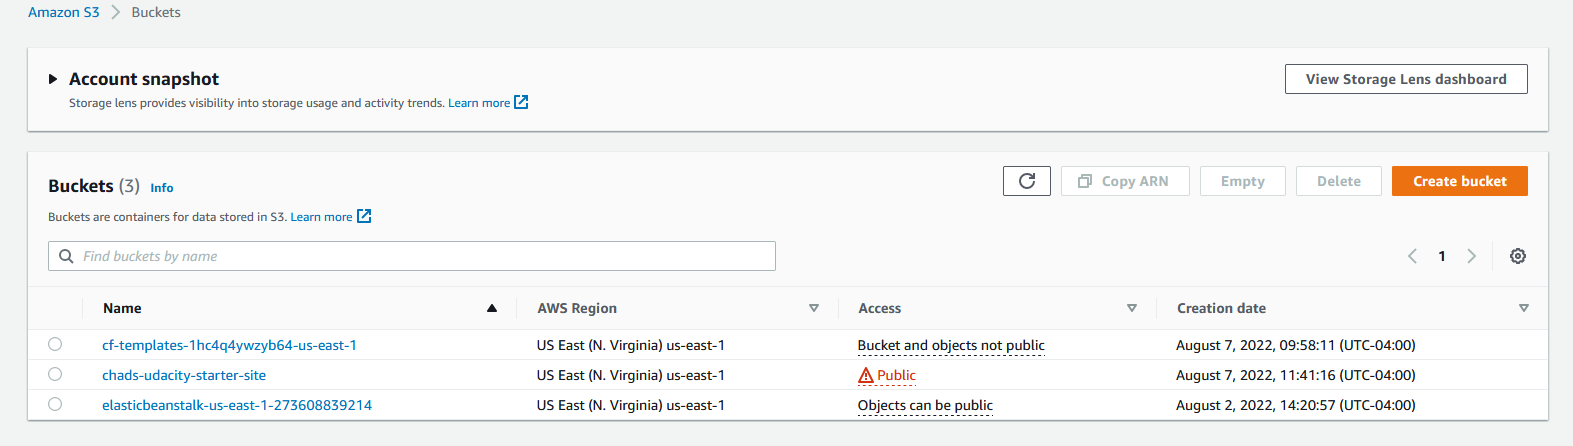 Amazon S3 > Buckets
Account snapshot
View Storage Lens dashboard
Storage lens provides visibility into storage usage and activity trends. Learn more
Buckets (3) Info
Copy ARN Empty Delete Create bucket
Buckets are containers for data stored in S3. Learn more
Find buckets by name
1
Name AWS Region Access Creation date
cf-templates-1hc4q4ywzyb64-us-east-1 US East (N. Virginia) us-east-1 Bucket and objects not public August 7, 2022, 09:58:11 (UTC-04:00)
chads-udacity-starter-site US East (N. Virginia) us-east-1 Public August 7, 2022, 11:41:16 (UTC-04:00)
elasticbeanstalk-us-east-1-273608839214 US East (N. Virginia) us-east-1 Objects can be public August 2, 2022, 14:20:57 (UTC-04:00)